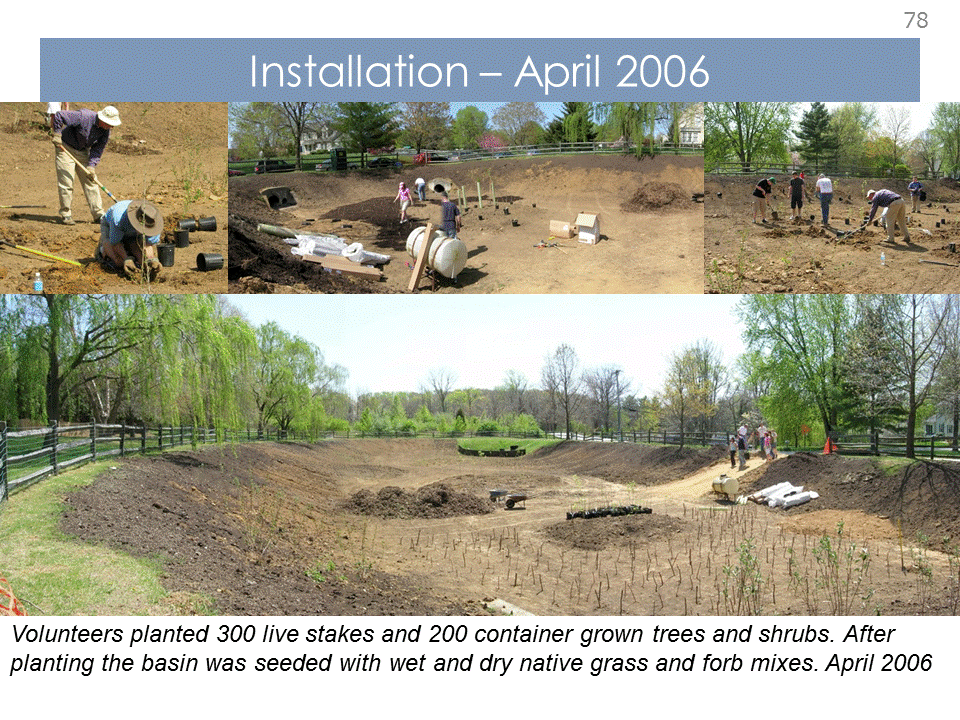 78
Installation – April 2006
Volunteers planted 300 live stakes and 200 container grown trees and shrubs. After
planting the basin was seeded with wet and dry native grass and forb mixes. April 2006